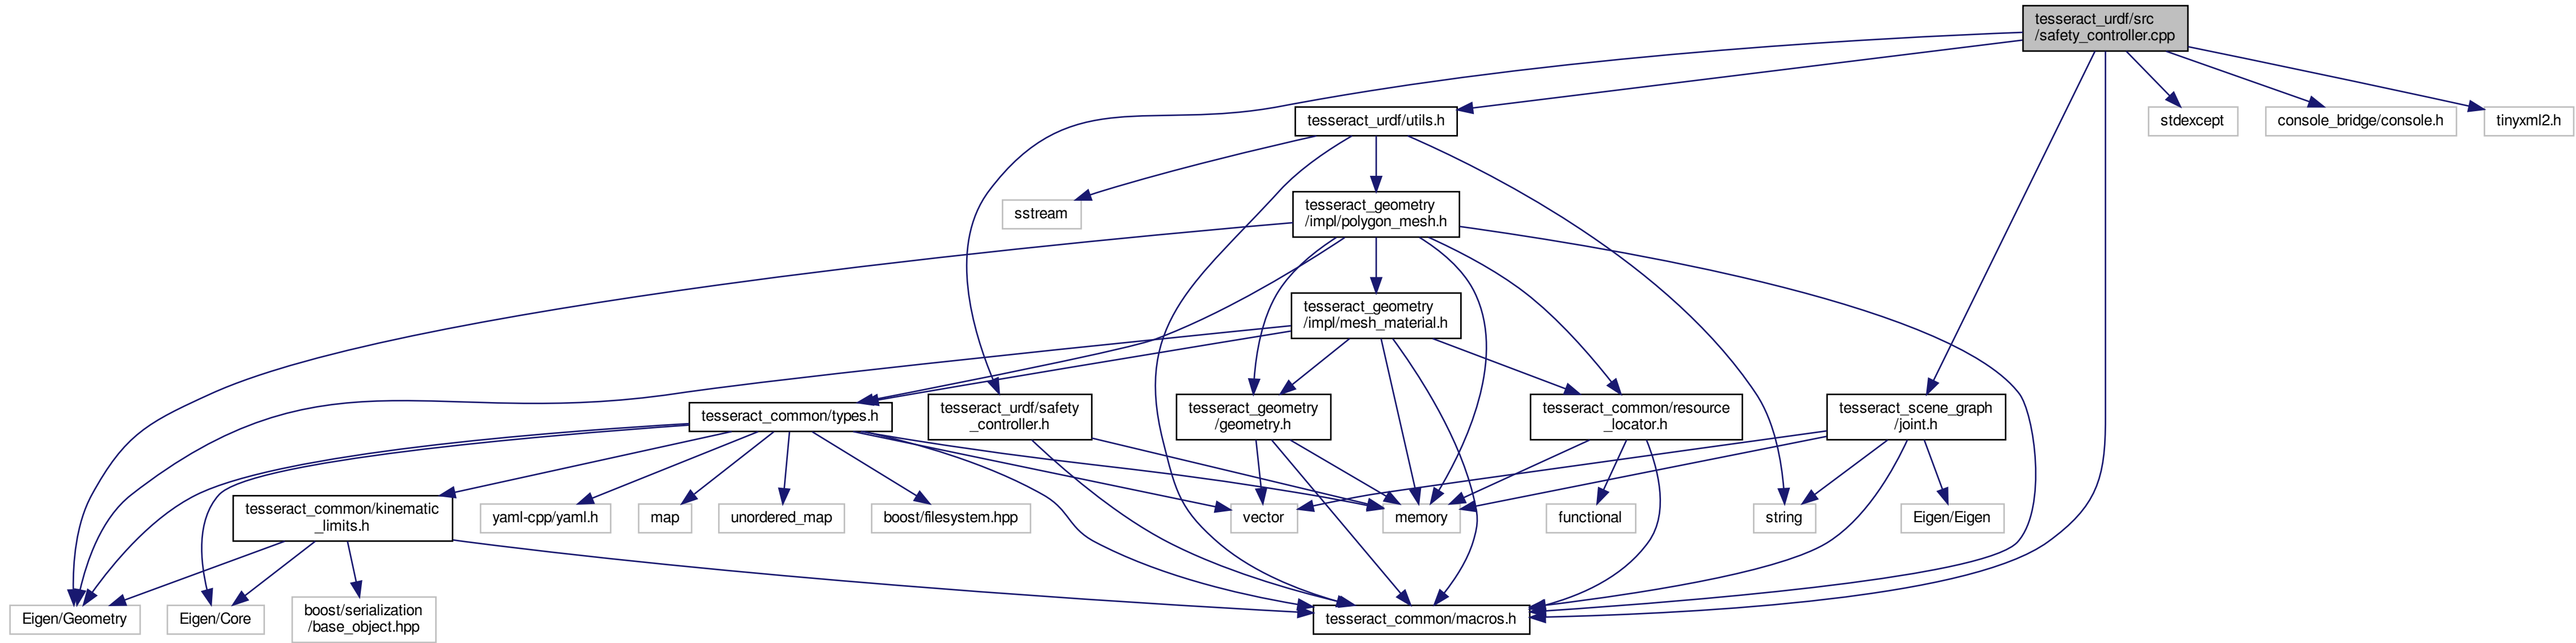 tesseract_urdf/src
/safety_controller.cpp
tesseract_urdf/utils.h
stdexcept
console_bridge/console.h
tinyxml2.h
sstream
tesseract_geometry
/impl/polygon_mesh.h
tesseract_geometry
/impl/mesh_material.h
tesseract_common/types.h
tesseract_urdf/safety
_controller.h
tesseract_geometry
/geometry.h
tesseract_common/resource
_locator.h
tesseract_scene_graph
/joint.h
tesseract_common/kinematic
_limits.h
yaml-cpp/yaml.h
map
unordered_map
boost/filesystem.hpp
vector
memory
functional
string
Eigen/Eigen
Eigen/Geometry
Eigen/Core
boost/serialization
/base_object.hpp
tesseract_common/macros.h